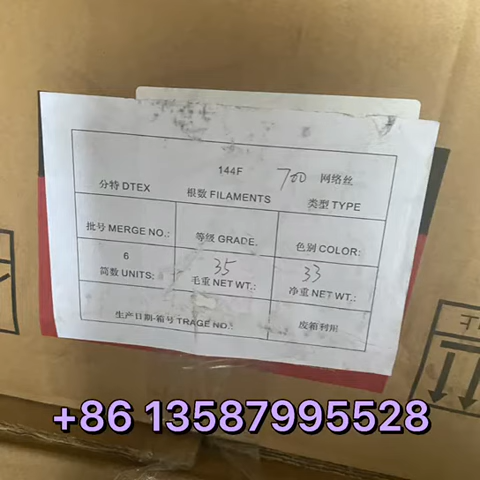 144F 700 网络丝
分特 DTEX 根数 FILAMENTS 类型 TYPE
批号 MERGE NO.: 等级 GRADE. 色别 COLOR:
6 35 33
筒数 UNITS: 毛重 NET WT.: 净重 NET WT.:
生产日期·箱号 TRAGE NO.: 废箱利用
+86 13587995528